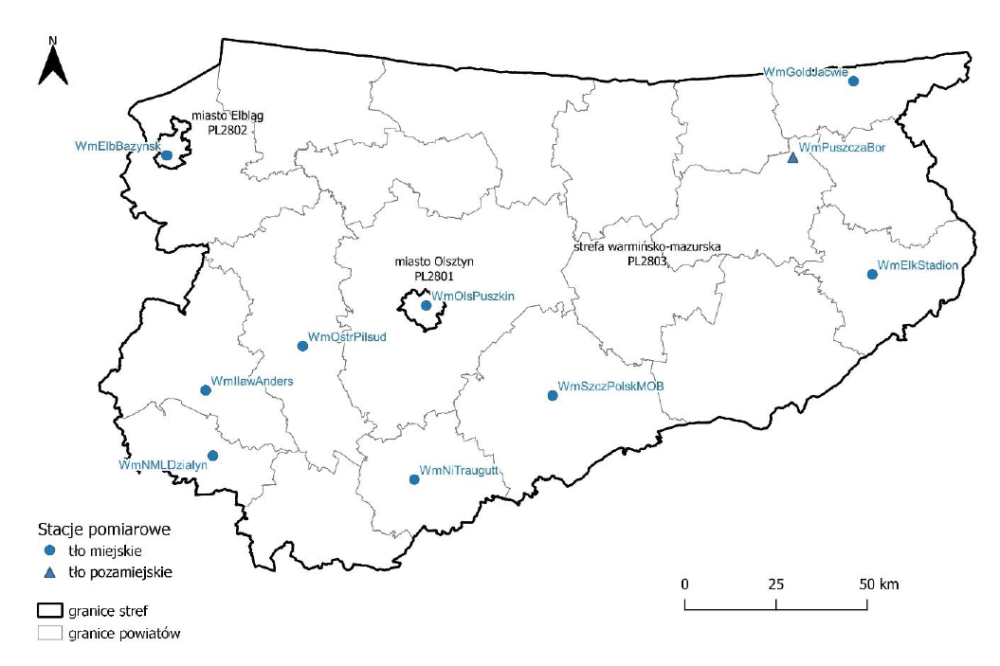 N
WmGoldJacwie
miasto Elbląg
PL2802
WmElbBazynsk
WmPuszczaBor
strefa warmińsko-mazurska
PL2803
miasto Olsztyn
PL2801
WmElkStadion
WmOlsPuszkin
WmOstrPilsud
WmIlawAnders
WmSzczPolskMOB
WmNMLDzialyn
WmNiTraugutt
Stacje pomiarowe
tło miejskie
tło pozamiejskie
granice stref
granice powiatów
0 25 50 km